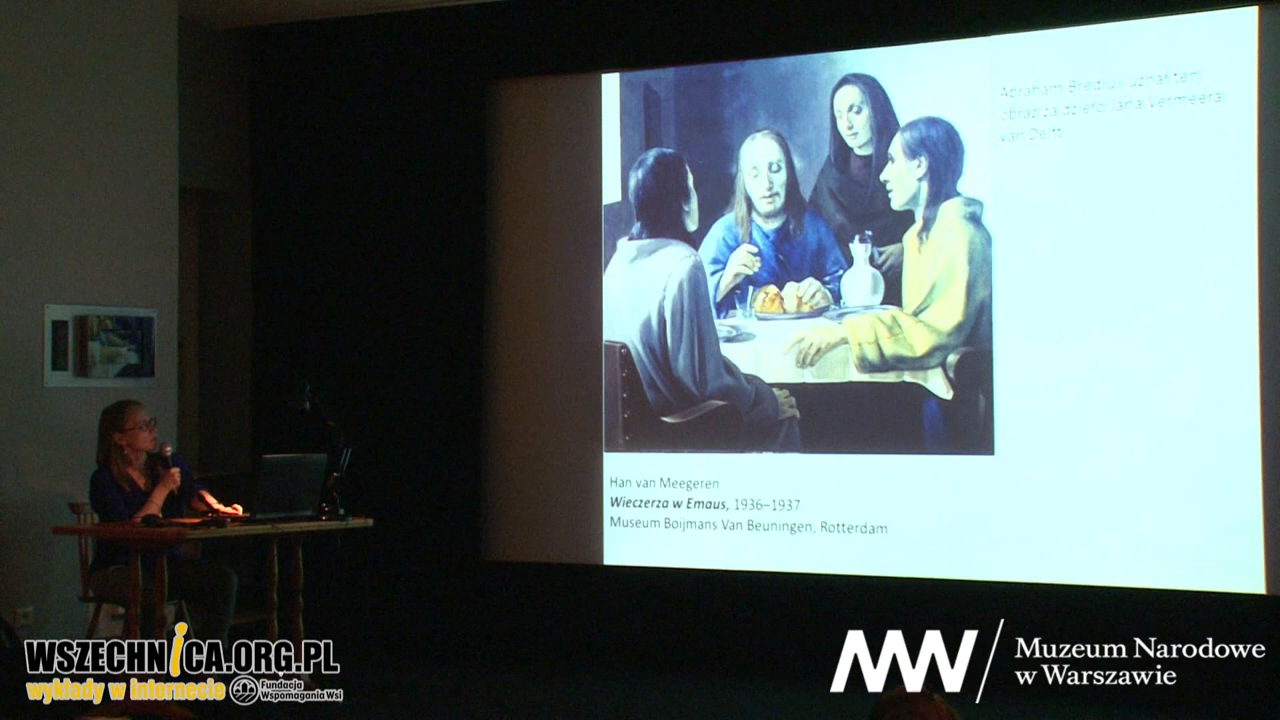 Abraham Bredius uznał ten
obraz za dzieło Jana Vermeera
van Delft
Han van Meegeren
Wieczerza w Emaus, 1936–1937
Museum Boijmans Van Beuningen, Rotterdam
WSZECHNICA.ORG.PL
wykłady w internecie
Fundacja
Wspomagania Wsi
Muzeum Narodowe
w Warszawie